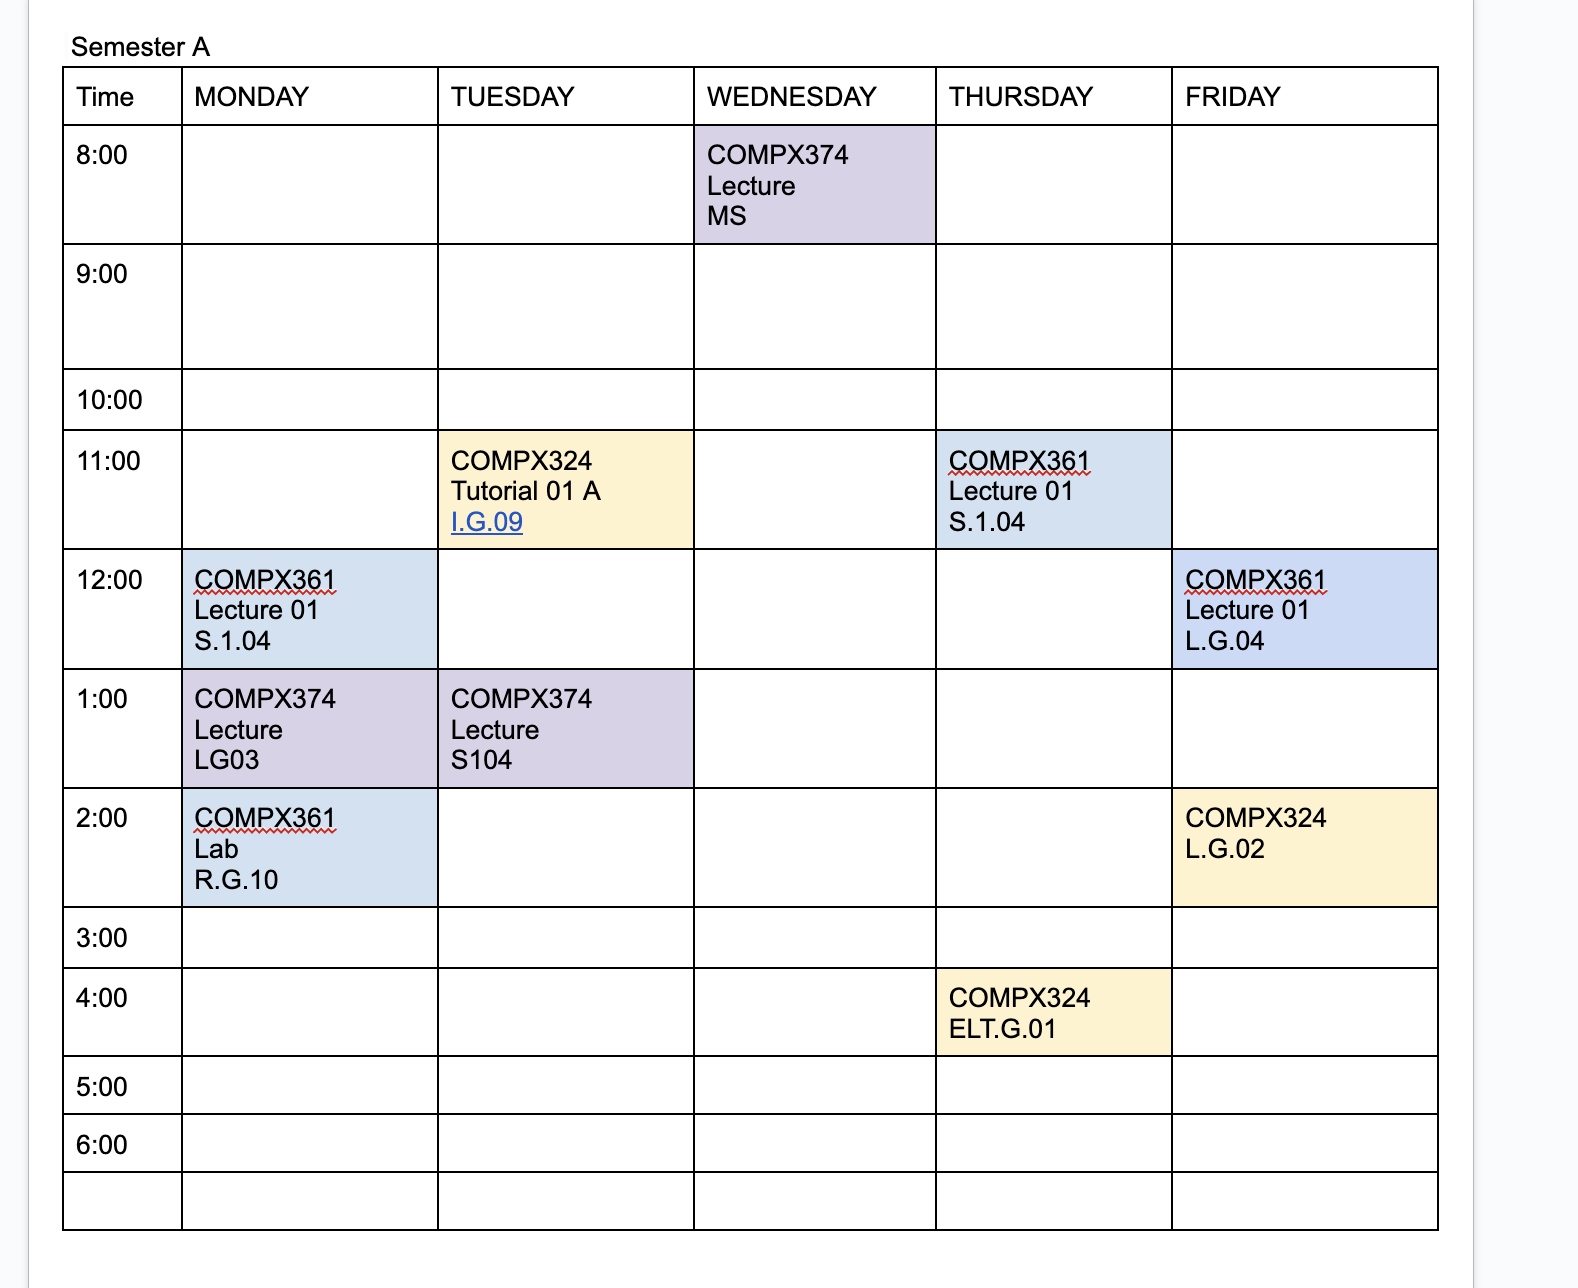 Semester A
Time MONDAY TUESDAY WEDNESDAY THURSDAY FRIDAY
8:00
COMPX374
Lecture
MS
9:00
10:00
11:00
COMPX324
Tutorial 01 A
I.G.09
COMPX361
Lecture 01
S.1.04
12:00
COMPX361
Lecture 01
S.1.04
COMPX361
Lecture 01
L.G.04
1:00
COMPX374
Lecture
LG03
COMPX374
Lecture
S104
2:00
COMPX361
Lab
R.G.10
COMPX324
L.G.02
3:00
4:00
COMPX324
ELT.G.01
5:00
6:00